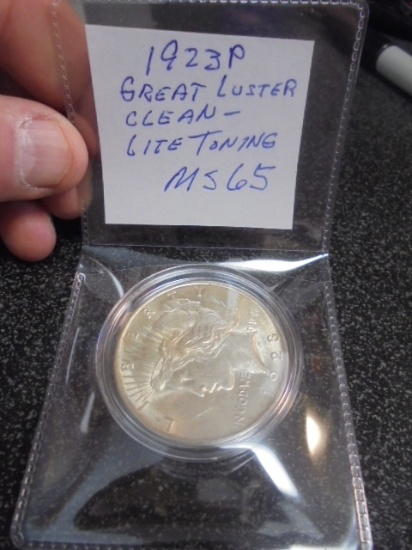 1923P
GREAT LUSTER
CLEAN-
LITE TONING
MS65